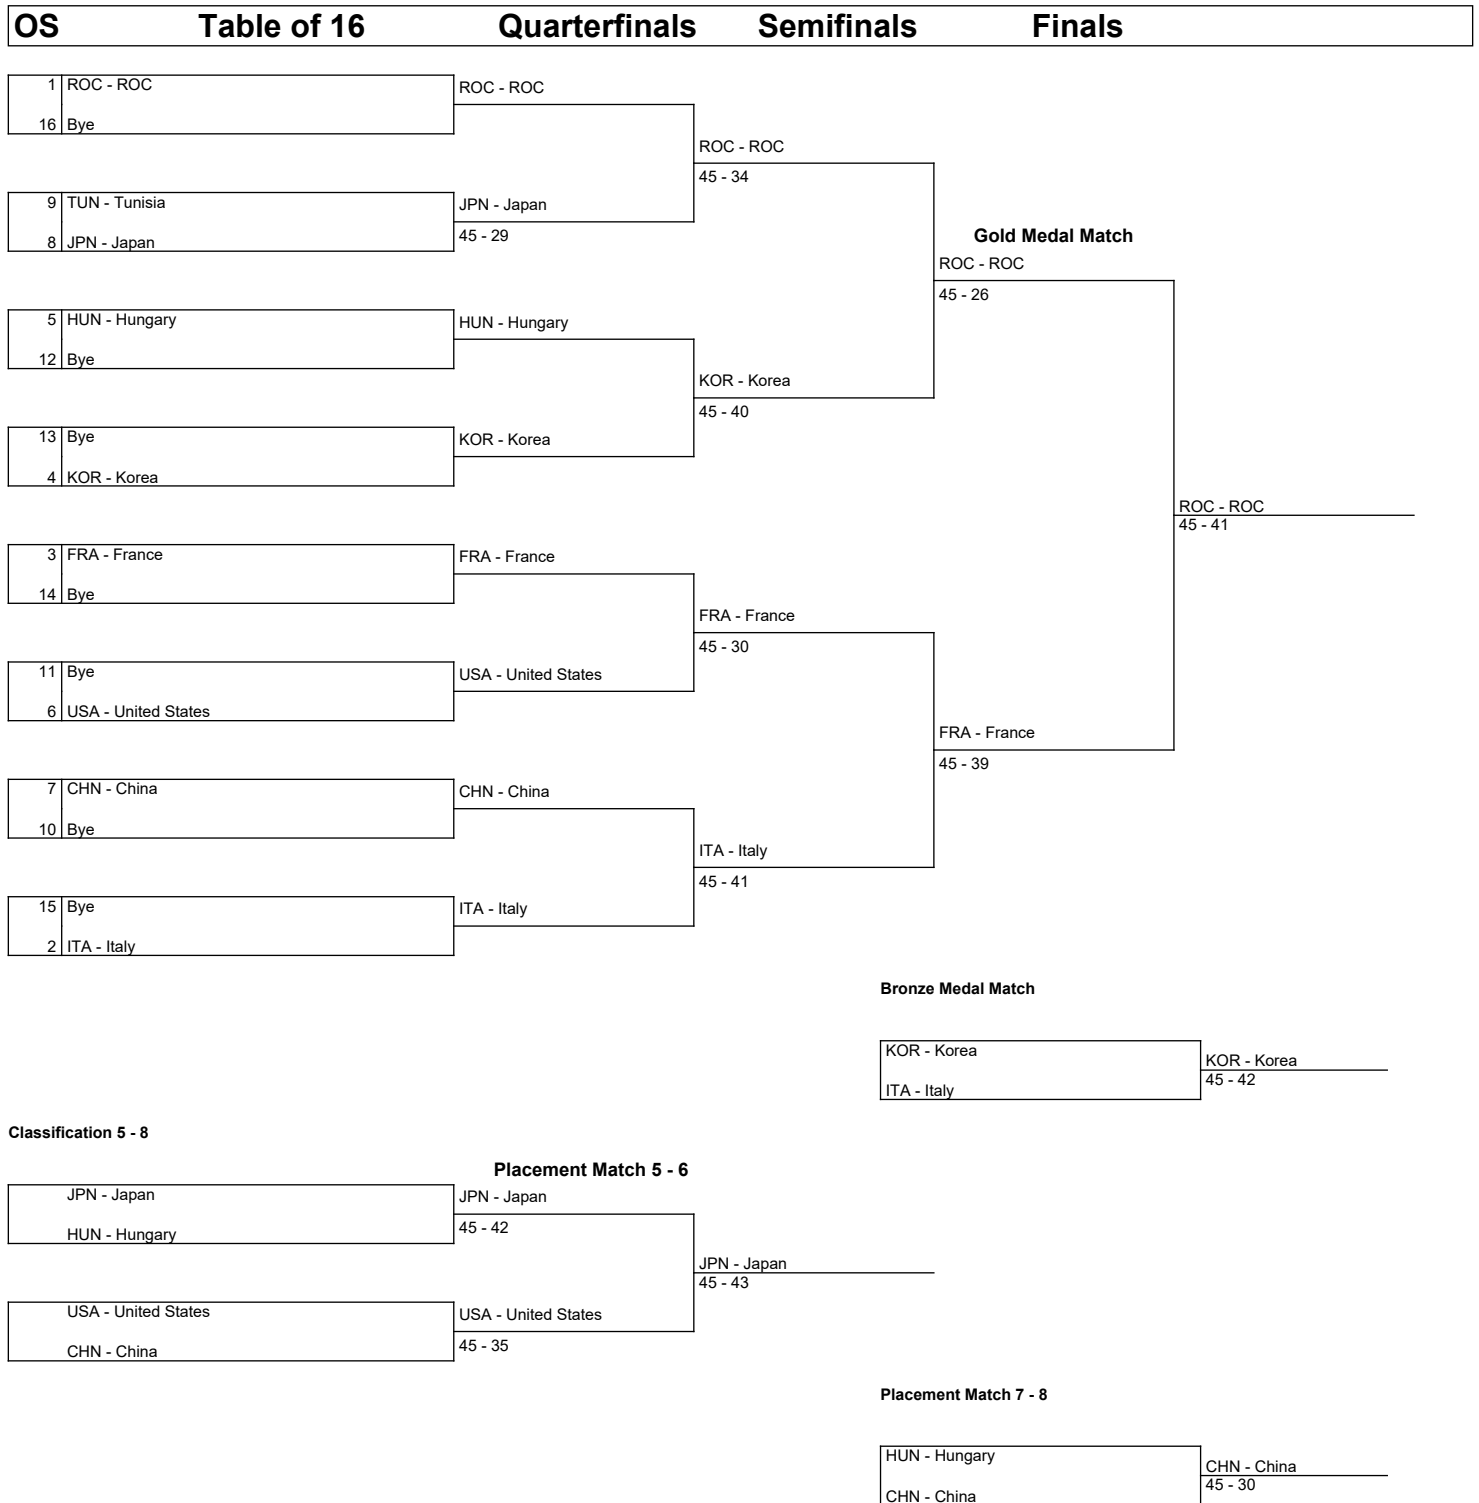 OS Table of 16 Quarterfinals Semifinals Finals
1 ROC - ROC
16 Bye
ROC - ROC
9 TUN - Tunisia
8 JPN - Japan
JPN - Japan
45 - 29
ROC - ROC
45 - 34
5 HUN - Hungary
12 Bye
HUN - Hungary
13 Bye
4 KOR - Korea
KOR - Korea
KOR - Korea
45 - 40
Gold Medal Match
ROC - ROC
45 - 26
3 FRA - France
14 Bye
FRA - France
11 Bye
6 USA - United States
USA - United States
FRA - France
45 - 30
7 CHN - China
10 Bye
CHN - China
15 Bye
2 ITA - Italy
ITA - Italy
ITA - Italy
45 - 41
FRA - France
45 - 39
ROC - ROC
45 - 41
Bronze Medal Match
KOR - Korea
ITA - Italy
KOR - Korea
45 - 42
Classification 5 - 8
Placement Match 5 - 6
JPN - Japan
HUN - Hungary
JPN - Japan
45 - 42
USA - United States
CHN - China
USA - United States
45 - 35
JPN - Japan
45 - 43
Placement Match 7 - 8
HUN - Hungary
CHN - China
CHN - China
45 - 30